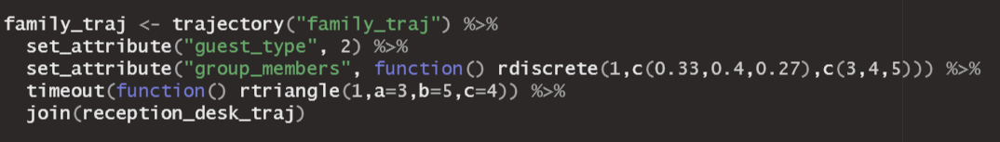 family_traj <- trajectory("family_traj") %>%
  set_attribute("guest_type", 2) %>%
  set_attribute("group_members", function() rdiscrete(1,c(0.33,0.4,0.27),c(3,4,5))) %>%
  timeout(function() rtriangle(1,a=3,b=5,c=4)) %>%
  join(reception_desk_traj)